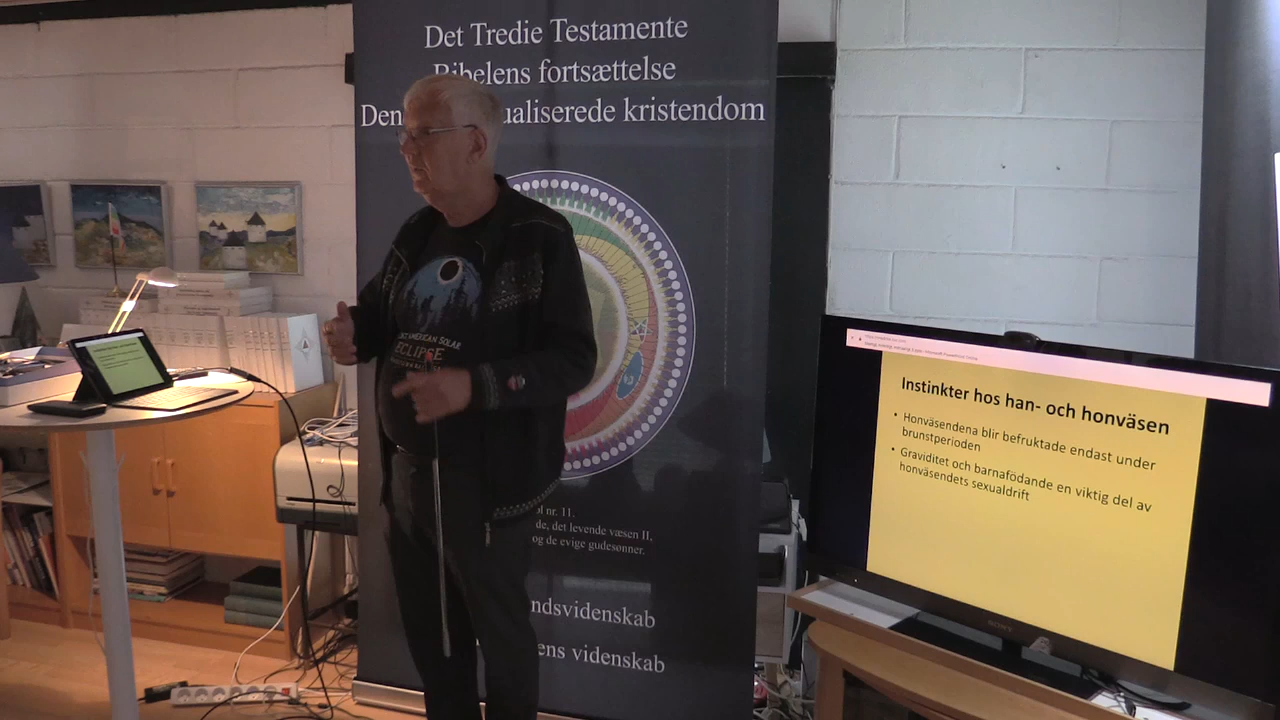 Det Tredie Testamente
Bibelens fortsættelse
Den ualiserede kristendom
AMERICAN SOLAR
ECLIPSE
nr. 11.
de, det levende væsen II,
og de evige gudesønner.
ndsvidenskab
ens videnskab
Instinkter hos han- och honväsen
• Honväsendena blir befruktade endast under
brunstperioden
• Graviditet och barnafödande en viktig del av
honväsendets sexualdrift
SONY